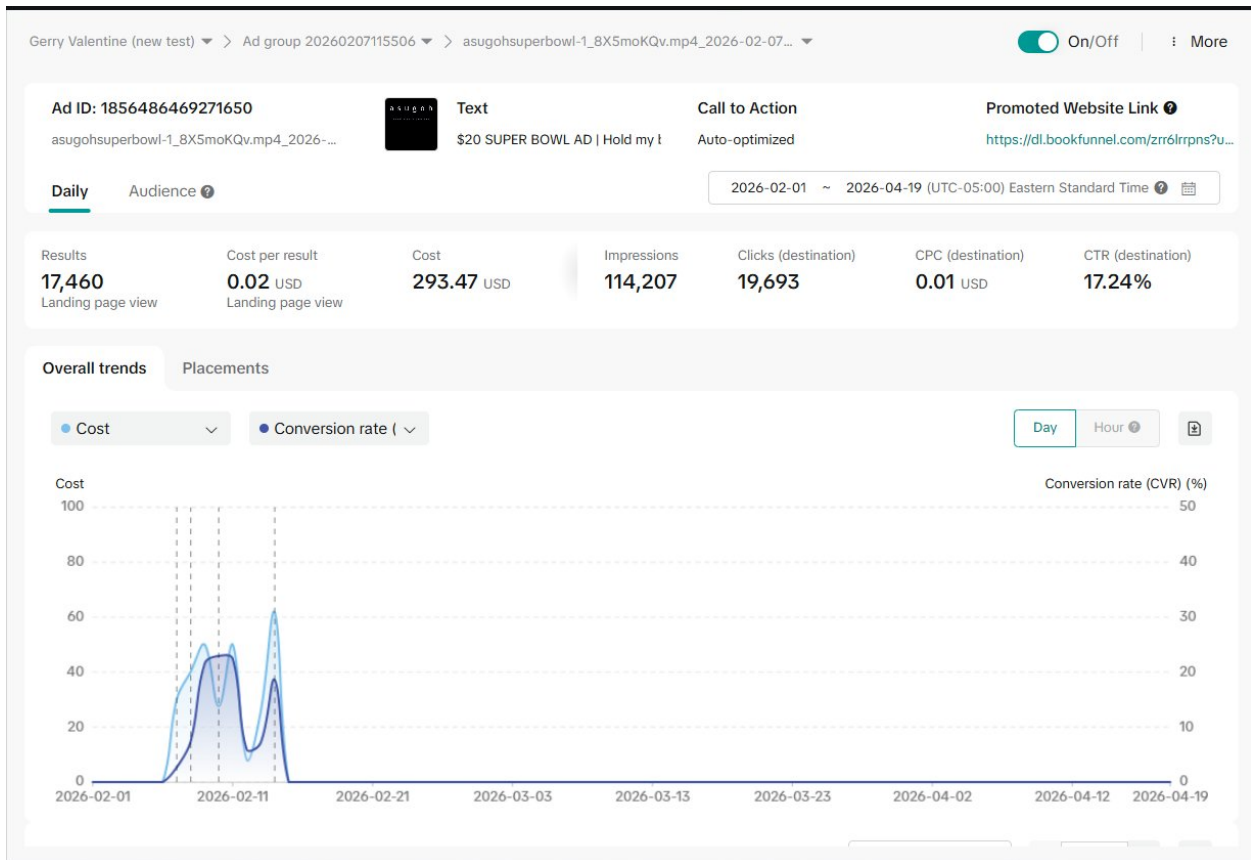 Gerry Valentine (new test) > Ad group 20260207115506 > asugohsuperbowl-1_8X5moKQv.mp4_2026-02-07...
On/Off
More
Ad ID: 1856486469271650
asugohsuperbowl-1_8X5moKQv.mp4_2026-...
asugoh
Text
$20 SUPER BOWL AD | Hold my b
Call to Action
Auto-optimized
Promoted Website Link
https://dl.bookfunnel.com/zrr6lrrpns?u...
Daily
Audience
2026-02-01 ~ 2026-04-19 (UTC-05:00) Eastern Standard Time
Results
17,460
Landing page view
Cost per result
0.02 USD
Landing page view
Cost
293.47 USD
Impressions
114,207
Clicks (destination)
19,693
CPC (destination)
0.01 USD
CTR (destination)
17.24%
Overall trends
Placements
Cost
Conversion rate (
Day
Hour
Cost
Conversion rate (CVR) (%)
100
50
80
40
60
30
40
20
20
10
0
0
2026-02-01
2026-02-11
2026-02-21
2026-03-03
2026-03-13
2026-03-23
2026-04-02
2026-04-12
2026-04-19